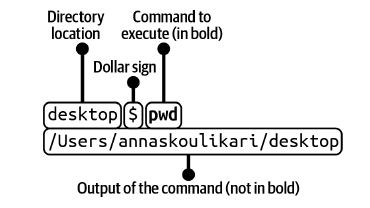 Directory
location
Command to
execute (in bold)
Dollar sign
desktop $ pwd
/Users/annaskoulikari/desktop
Output of the command (not in bold)